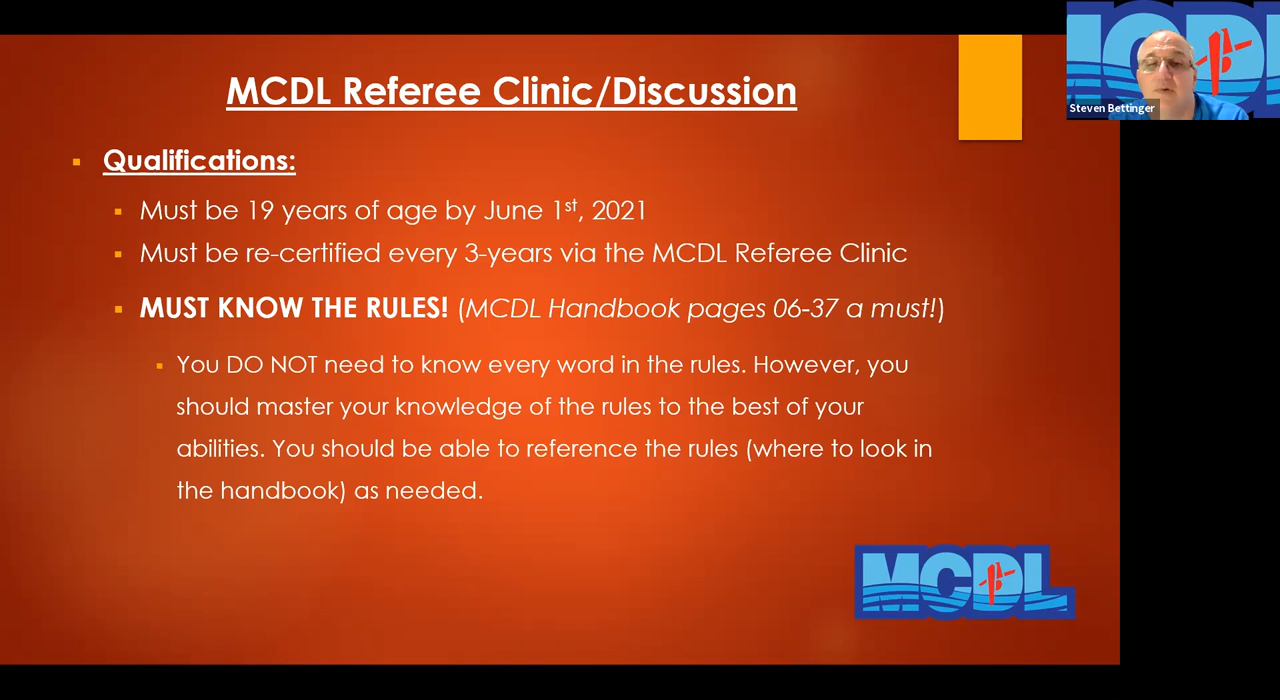 MCDL Referee Clinic/Discussion
Steven Bettinger
Qualifications:
Must be 19 years of age by June 1st, 2021
Must be re-certified every 3-years via the MCDL Referee Clinic
MUST KNOW THE RULES! (MCDL Handbook pages 06-37 a must!)
You DO NOT need to know every word in the rules. However, you
should master your knowledge of the rules to the best of your
abilities. You should be able to reference the rules (where to look in
the handbook) as needed.
MCDL